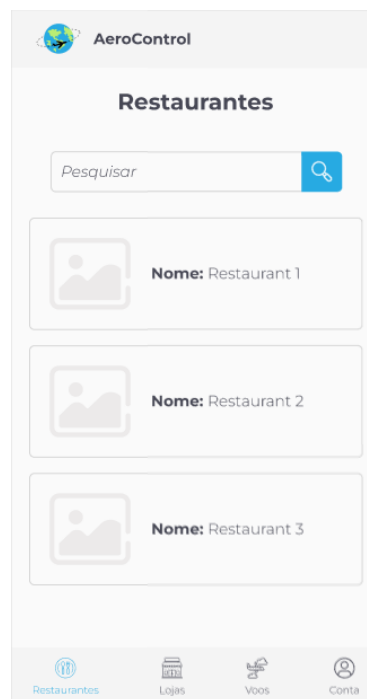 AeroControl
Restaurantes
Pesquisar
Nome: Restaurant 1
Nome: Restaurant 2
Nome: Restaurant 3
Restaurantes Lojas Voos Conta